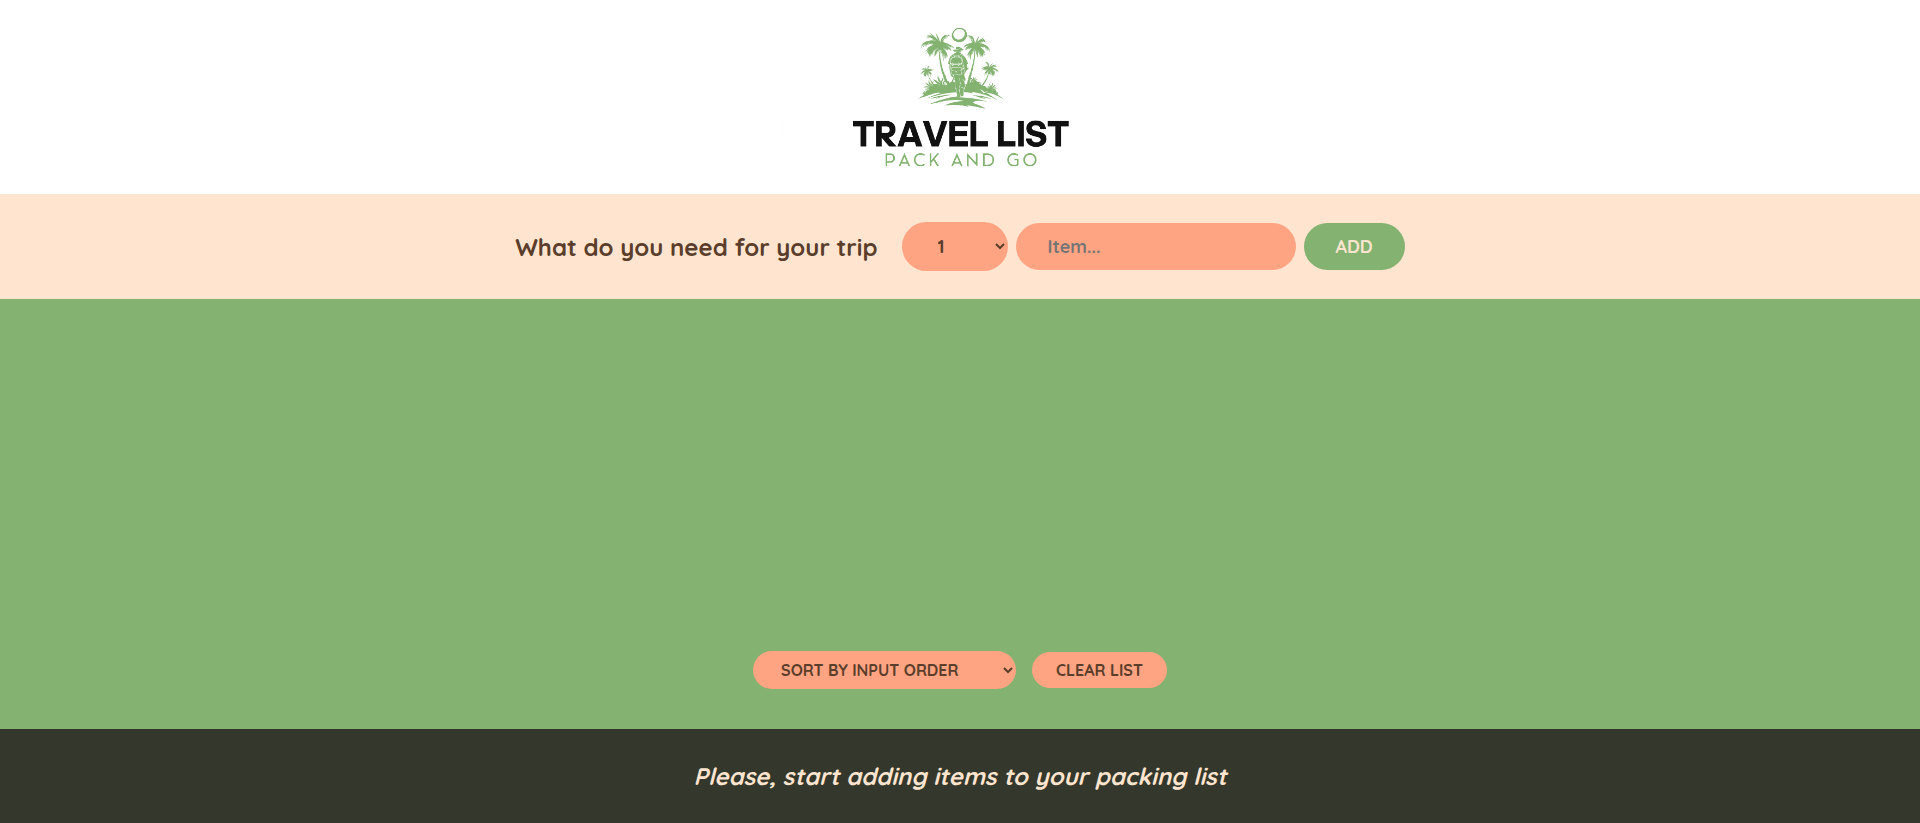 TRAVEL LIST
PACK AND GO
What do you need for your trip
1
Item...
ADD
SORT BY INPUT ORDER
CLEAR LIST
Please, start adding items to your packing list